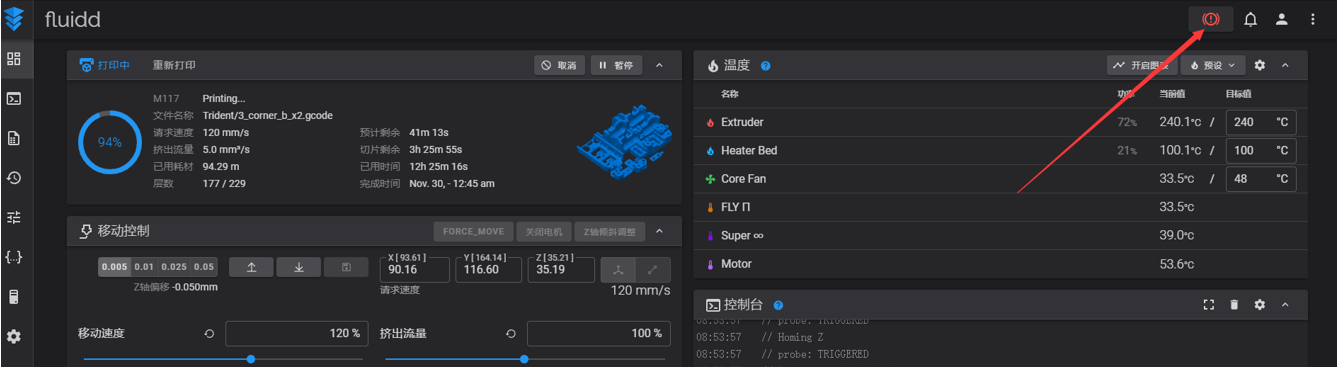 fluidd
打印中 重新打印 取消 暂停
94%
M117 Printing...
文件名称 Trident/3_corner_b_x2.gcode
请求速度 120 mm/s 预计剩余 41m 13s
挤出流量 5.0 mm³/s 切片剩余 3h 25m 55s
已用耗材 94.29 m 已用时间 12h 25m 16s
层数 177 / 229 完成时间 Nov. 30, - 12:45 am
移动控制 FORCE_MOVE 关闭电机 Z轴倾斜调整
0.005 0.01 0.025 0.05
Z轴偏移 -0.050mm
X [ 93.61 ] Y [ 164.14 ] Z [ 35.21 ]
90.16 116.60 35.19
请求速度 120 mm/s
移动速度 120 % 挤出流量 100 %
温度 开启图表 预设
名称 功率 当前值 目标值
Extruder 72% 240.1°C / 240 °C
Heater Bed 21% 100.1°C / 100 °C
Core Fan 33.5°C / 48 °C
FLY Π 33.5°C
Super ∞ 39.0°C
Motor 53.6°C
控制台
08:53:57 // probe: TRIGGERED
08:53:57 // Homing Z
08:53:57 // probe: TRIGGERED